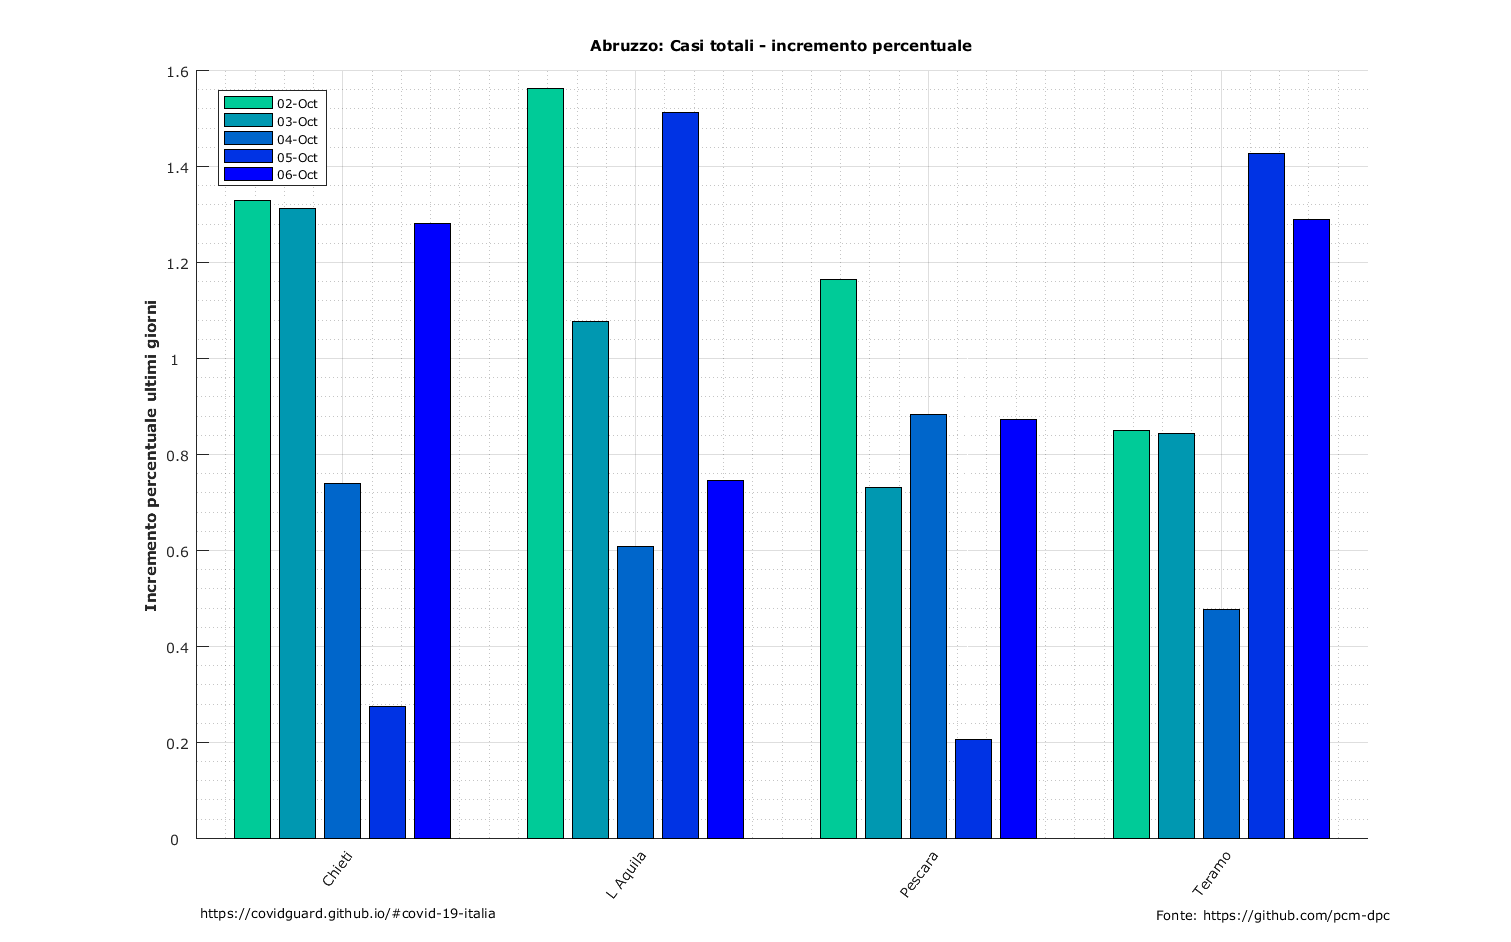 Abruzzo: Casi totali - incremento percentuale
1.6
1.4
1.2
1
0.8
0.6
0.4
0.2
0
Incremento percentuale ultimi giorni
02-Oct
03-Oct
04-Oct
05-Oct
06-Oct
Chieti
L Aquila
Pescara
Teramo
https://covidguard.github.io/#covid-19-italia
Fonte: https://github.com/pcm-dpc